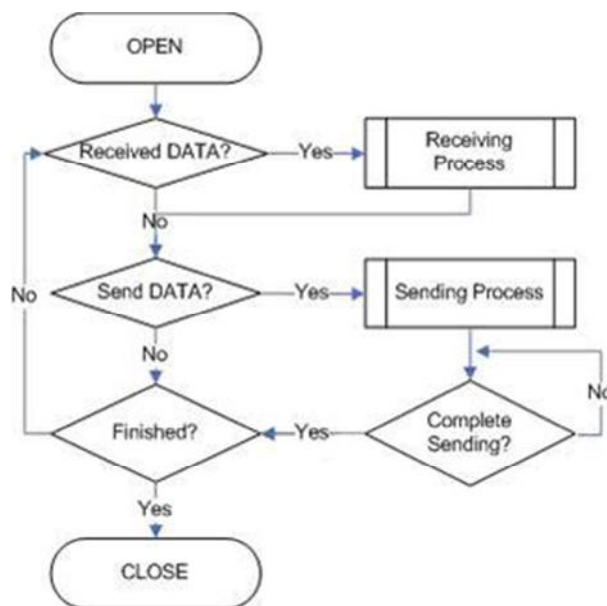 OPEN
Received DATA?
Yes
Receiving
Process
No
Send DATA?
Yes
Sending Process
No
No
No
Finished?
Yes
Complete
Sending?
Yes
CLOSE